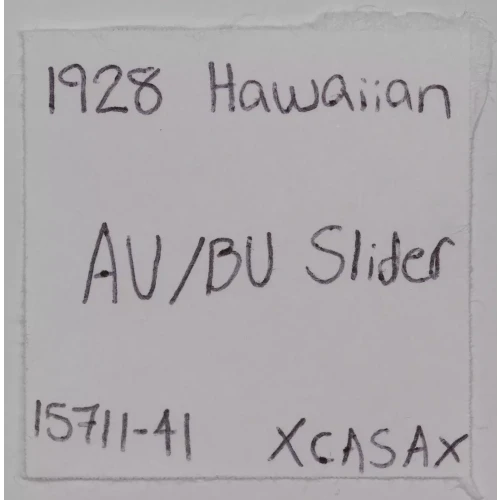 1928 Hawaiian
AU/BU Slider
15711-41 XCASAX